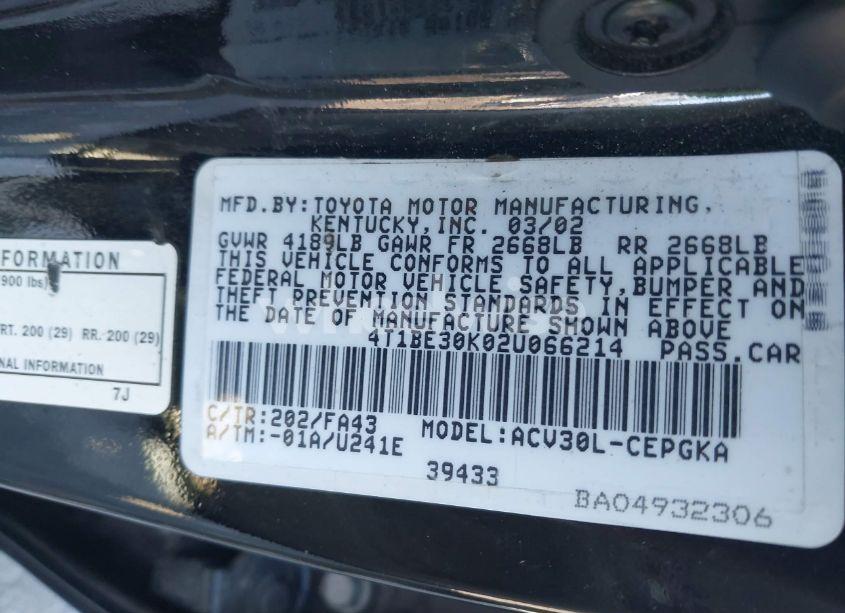 MFD.BY:TOYOTA MOTOR MANUFACTURING,
KENTUCKY,INC. 03/02
GVWR 4189LB GAWR FR 2668LB RR 2668LB
THIS VEHICLE CONFORMS TO ALL APPLICABLE
FEDERAL MOTOR VEHICLE SAFETY,BUMPER AND
THEFT PREVENTION STANDARDS IN EFFECT ON
THE DATE OF MANUFACTURE SHOWN ABOVE
4T1BE30K02U066214 PASS.CAR
C/TR:202/FA43
A/TM:-01A/U241E
MODEL:ACV30L-CEPGKA
39433
BA04932306
FORMATION
900 lbs)
RT. 200 (29) RR. 200 (29)
NAL INFORMATION
7J